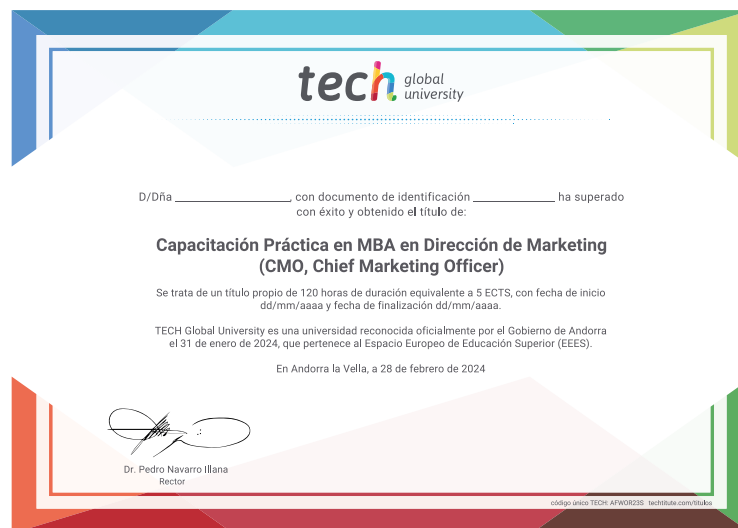 tech global university
D/Dña ________________, con documento de identificación ____________ ha superado
con éxito y obtenido el título de:
Capacitación Práctica en MBA en Dirección de Marketing
(CMO, Chief Marketing Officer)
Se trata de un título propio de 120 horas de duración equivalente a 5 ECTS, con fecha de inicio
dd/mm/aaaa y fecha de finalización dd/mm/aaaa.
TECH Global University es una universidad reconocida oficialmente por el Gobierno de Andorra
el 31 de enero de 2024, que pertenece al Espacio Europeo de Educación Superior (EEES).
En Andorra la Vella, a 28 de febrero de 2024
Dr. Pedro Navarro Illana
Rector
código único TECH: AFWOR23S techtitute.com/titulos